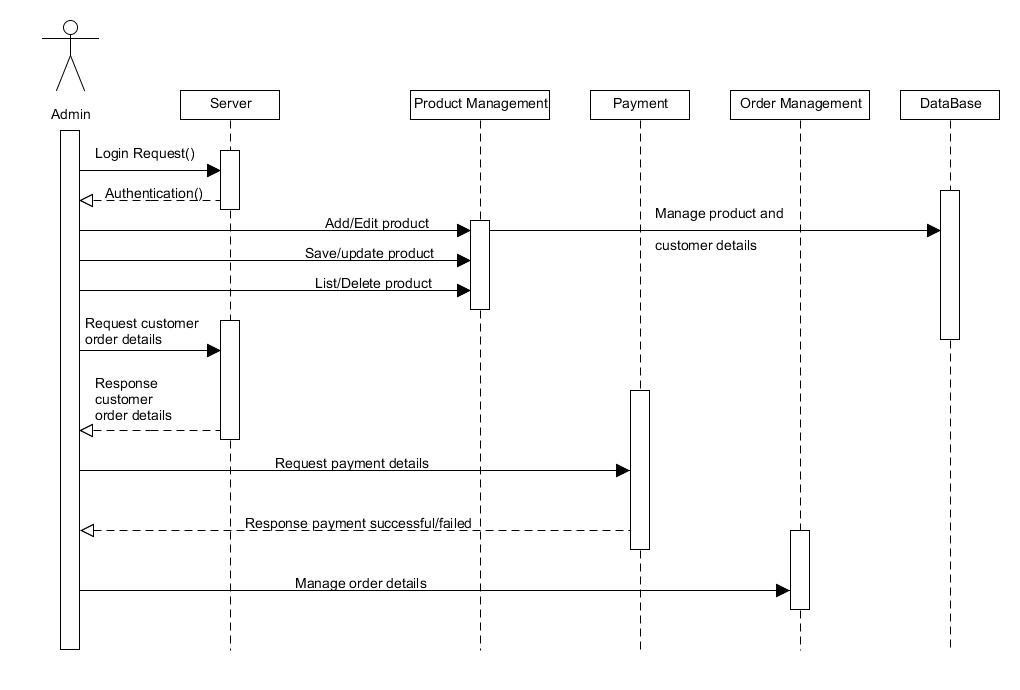 Admin
Server
Product Management
Payment
Order Management
DataBase
Login Request()
Authentication()
Add/Edit product
Manage product and
customer details
Save/update product
List/Delete product
Request customer
order details
Response
customer
order details
Request payment details
Response payment successful/failed
Manage order details